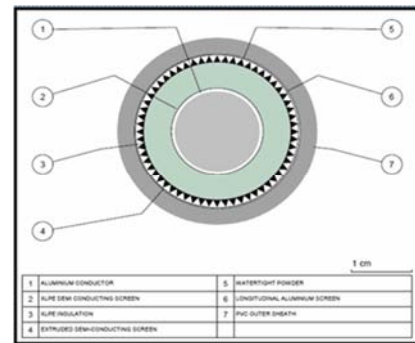 1
5
2
6
3
7
4
1 cm
1 ALUMINIUM CONDUCTOR 5 WATERTIGHT POWDER
2 XLPE SEMI CONDUCTING SCREEN 6 LONGITUDINAL ALUMINIUM SCREEN
3 XLPE INSULATION 7 PVC OUTER SHEATH
4 EXTRUDED SEMI-CONDUCTING SCREEN